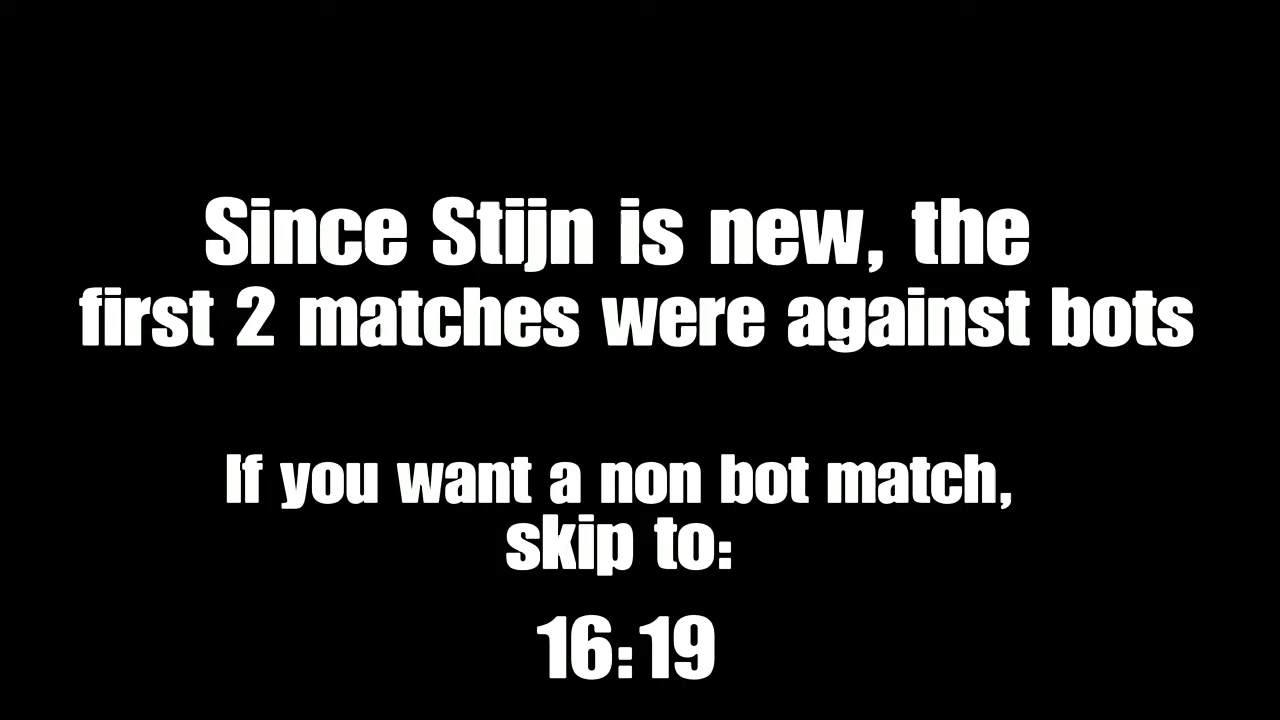 Since Stijn is new, the
first 2 matches were against bots
If you want a non bot match,
skip to:
16:19